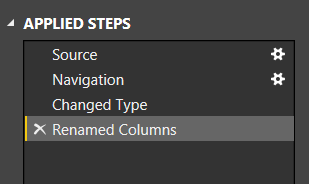 APPLIED STEPS
Source
Navigation
Changed Type
Renamed Columns